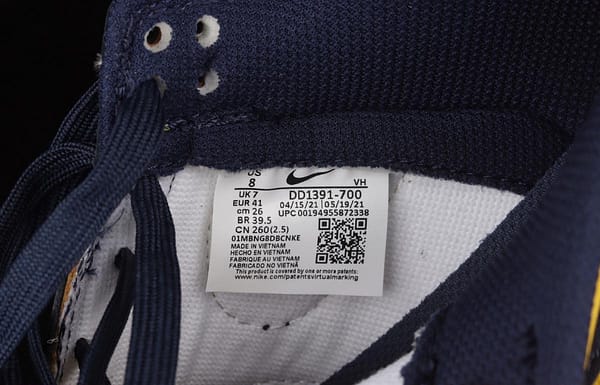 US
8 VH
UK 7 DD1391-700
EUR 41 04/15/21 05/19/21
cm 26 UPC 00194955872338
BR 39.5
CN 260(2.5)
01MBNG8DBCNKE
MADE IN VIETNAM
HECHO EN VIETNAM
FABRIQUE AU VIETNAM
FABRICADO NO VIETNÃ
This product is covered by one or more patents:
www.nike.com/patentsvirtualmarking